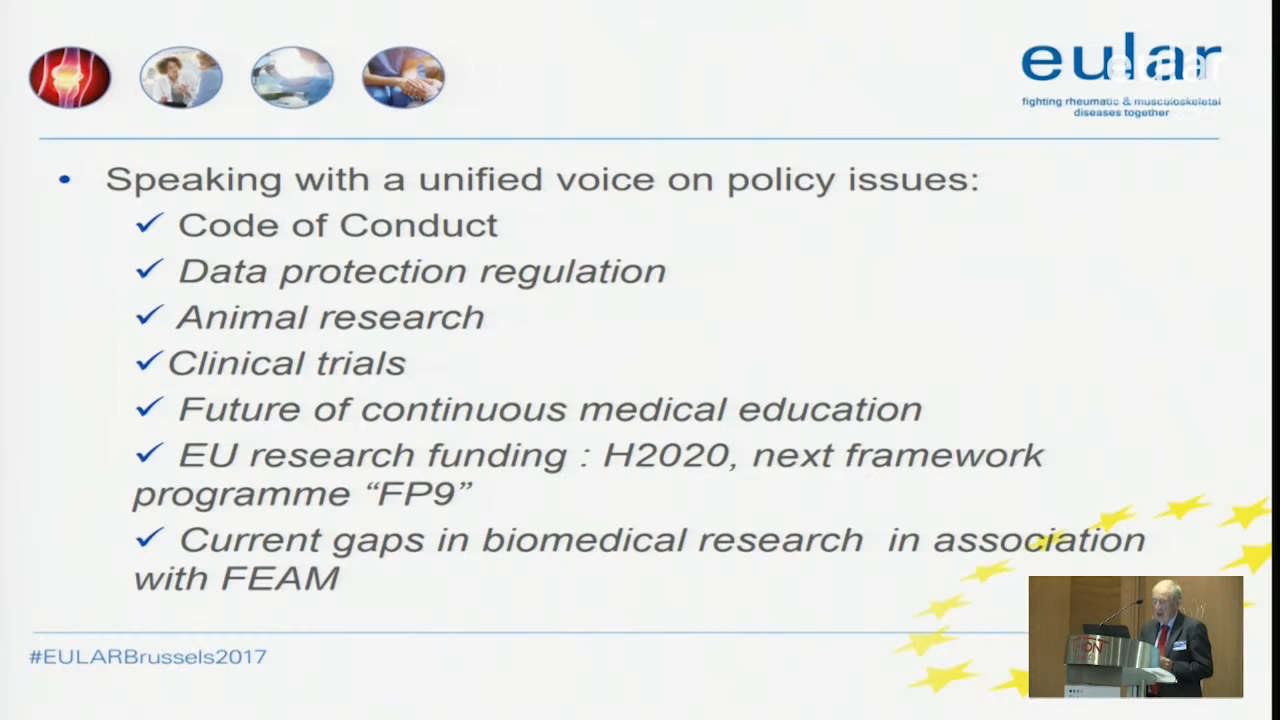 eular
eular
fighting rheumatic & musculoskeletal
diseases together
• Speaking with a unified voice on policy issues:
✓ Code of Conduct
✓ Data protection regulation
✓ Animal research
✓ Clinical trials
✓ Future of continuous medical education
✓ EU research funding : H2020, next framework
programme “FP9”
✓ Current gaps in biomedical research in association
with FEAM
#EULARBrussels2017